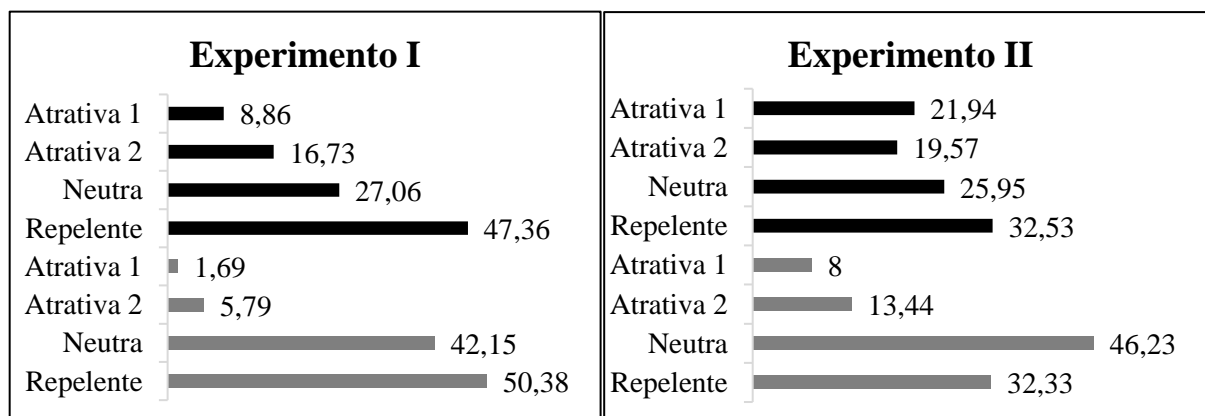 Experimento I
Atrativa 1 8,86
Atrativa 2 16,73
Neutra 27,06
Repelente 47,36
Atrativa 1 1,69
Atrativa 2 5,79
Neutra 42,15
Repelente 50,38
Experimento II
Atrativa 1 21,94
Atrativa 2 19,57
Neutra 25,95
Repelente 32,53
Atrativa 1 8
Atrativa 2 13,44
Neutra 46,23
Repelente 32,33